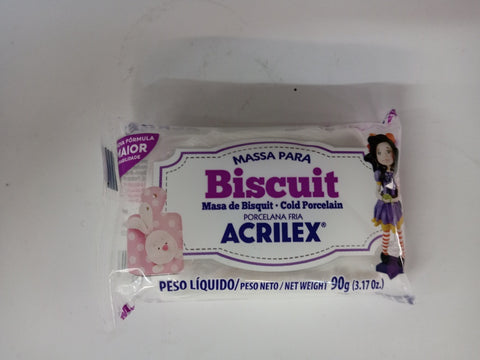 FÓRMULA
MAIOR
MASSA PARA
Biscuit
Masa de Bisquit · Cold Porcelain
PORCELANA FRIA
ACRILEX®
PESO LÍQUIDO/PESO NETO/NET WEIGHT 90g (3.17 Oz.)